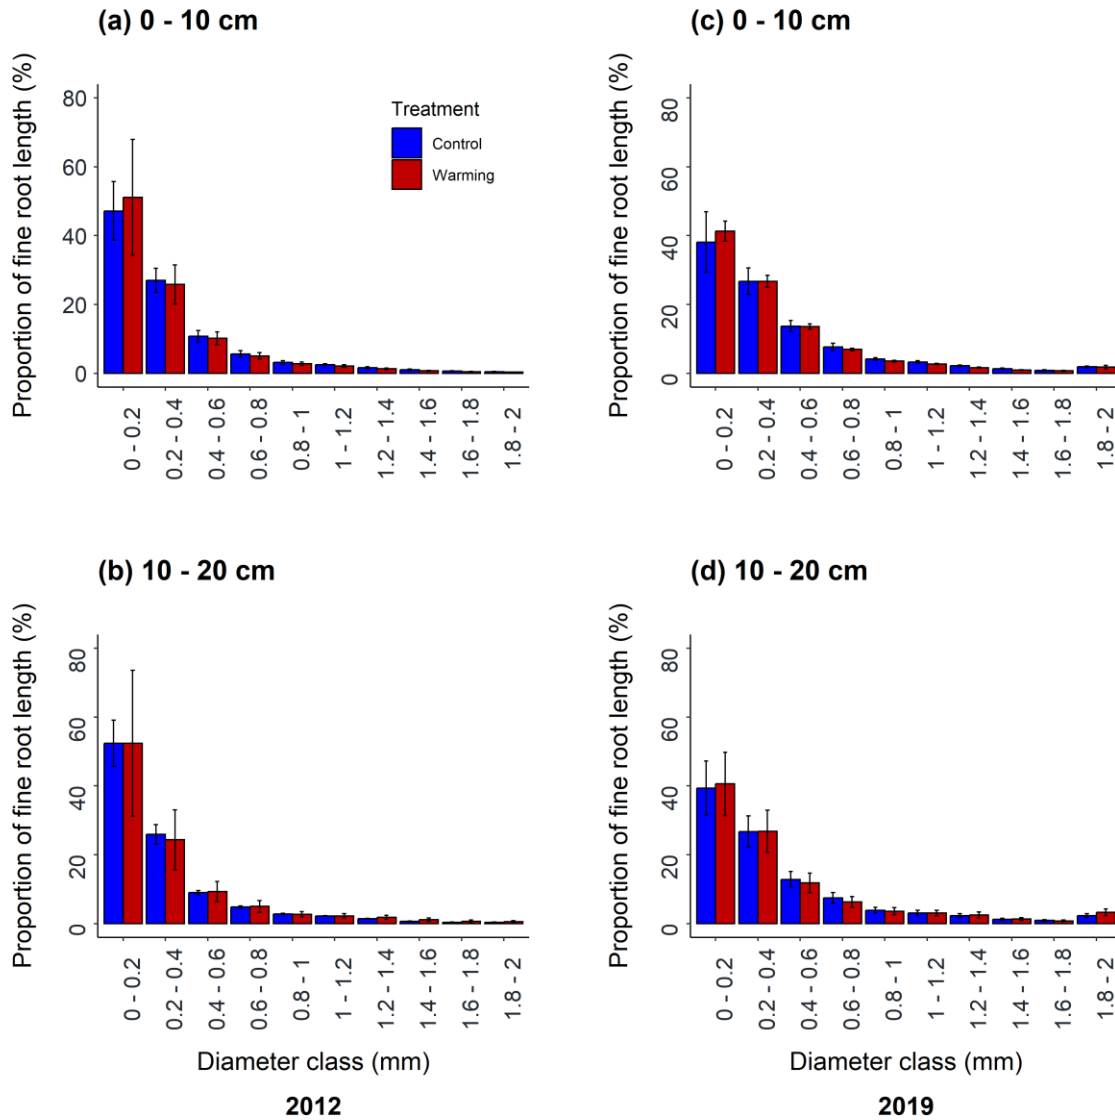 (a) 0 - 10 cm
Proportion of fine root length (%)
80
60
40
20
0
Treatment
Control
Warming
0 - 0.2
0.2 - 0.4
0.4 - 0.6
0.6 - 0.8
0.8 - 1
1 - 1.2
1.2 - 1.4
1.4 - 1.6
1.6 - 1.8
1.8 - 2
(c) 0 - 10 cm
Proportion of fine root length (%)
80
60
40
20
0
0 - 0.2
0.2 - 0.4
0.4 - 0.6
0.6 - 0.8
0.8 - 1
1 - 1.2
1.2 - 1.4
1.4 - 1.6
1.6 - 1.8
1.8 - 2
(b) 10 - 20 cm
Proportion of fine root length (%)
80
60
40
20
0
0 - 0.2
0.2 - 0.4
0.4 - 0.6
0.6 - 0.8
0.8 - 1
1 - 1.2
1.2 - 1.4
1.4 - 1.6
1.6 - 1.8
1.8 - 2
Diameter class (mm)
2012
(d) 10 - 20 cm
Proportion of fine root length (%)
80
60
40
20
0
0 - 0.2
0.2 - 0.4
0.4 - 0.6
0.6 - 0.8
0.8 - 1
1 - 1.2
1.2 - 1.4
1.4 - 1.6
1.6 - 1.8
1.8 - 2
Diameter class (mm)
2019